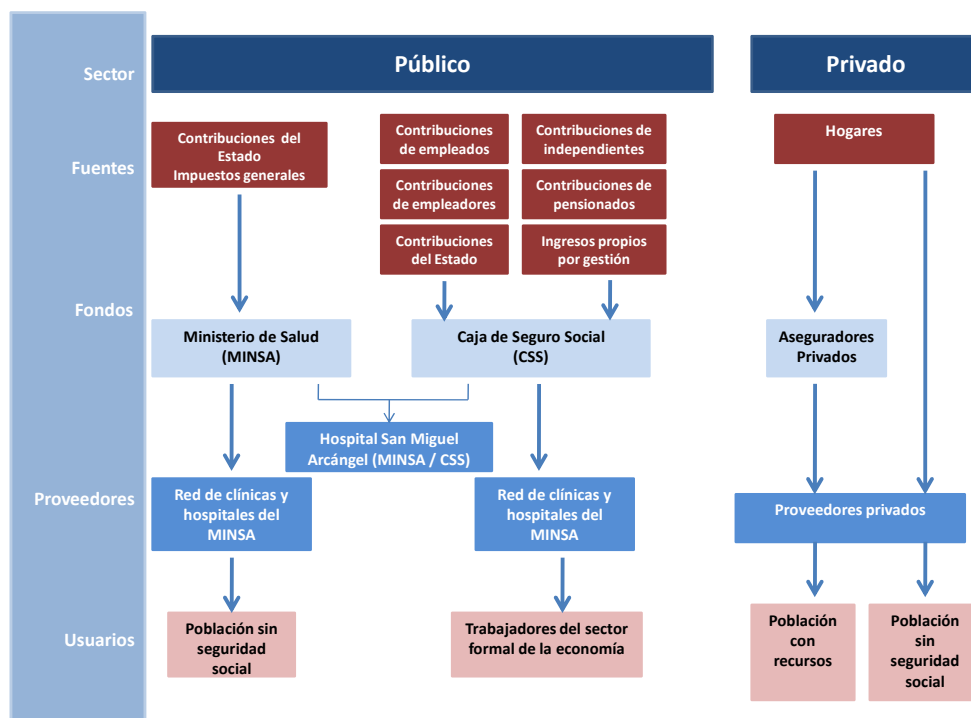 Sector
Público
Privado
Fuentes
Contribuciones del
Estado
Impuestos generales
Contribuciones
de empleados
Contribuciones de
independientes
Contribuciones
de empleadores
Contribuciones de
pensionados
Contribuciones
del Estado
Ingresos propios
por gestión
Hogares
Fondos
Ministerio de Salud
(MINSA)
Caja de Seguro Social
(CSS)
Aseguradores
Privados
Hospital San Miguel
Arcángel (MINSA / CSS)
Proveedores
Red de clínicas y
hospitales del
MINSA
Red de clínicas y
hospitales del
MINSA
Proveedores privados
Usuarios
Población sin
seguridad
social
Trabajadores del sector
formal de la economía
Población
con
recursos
Población
sin
seguridad
social